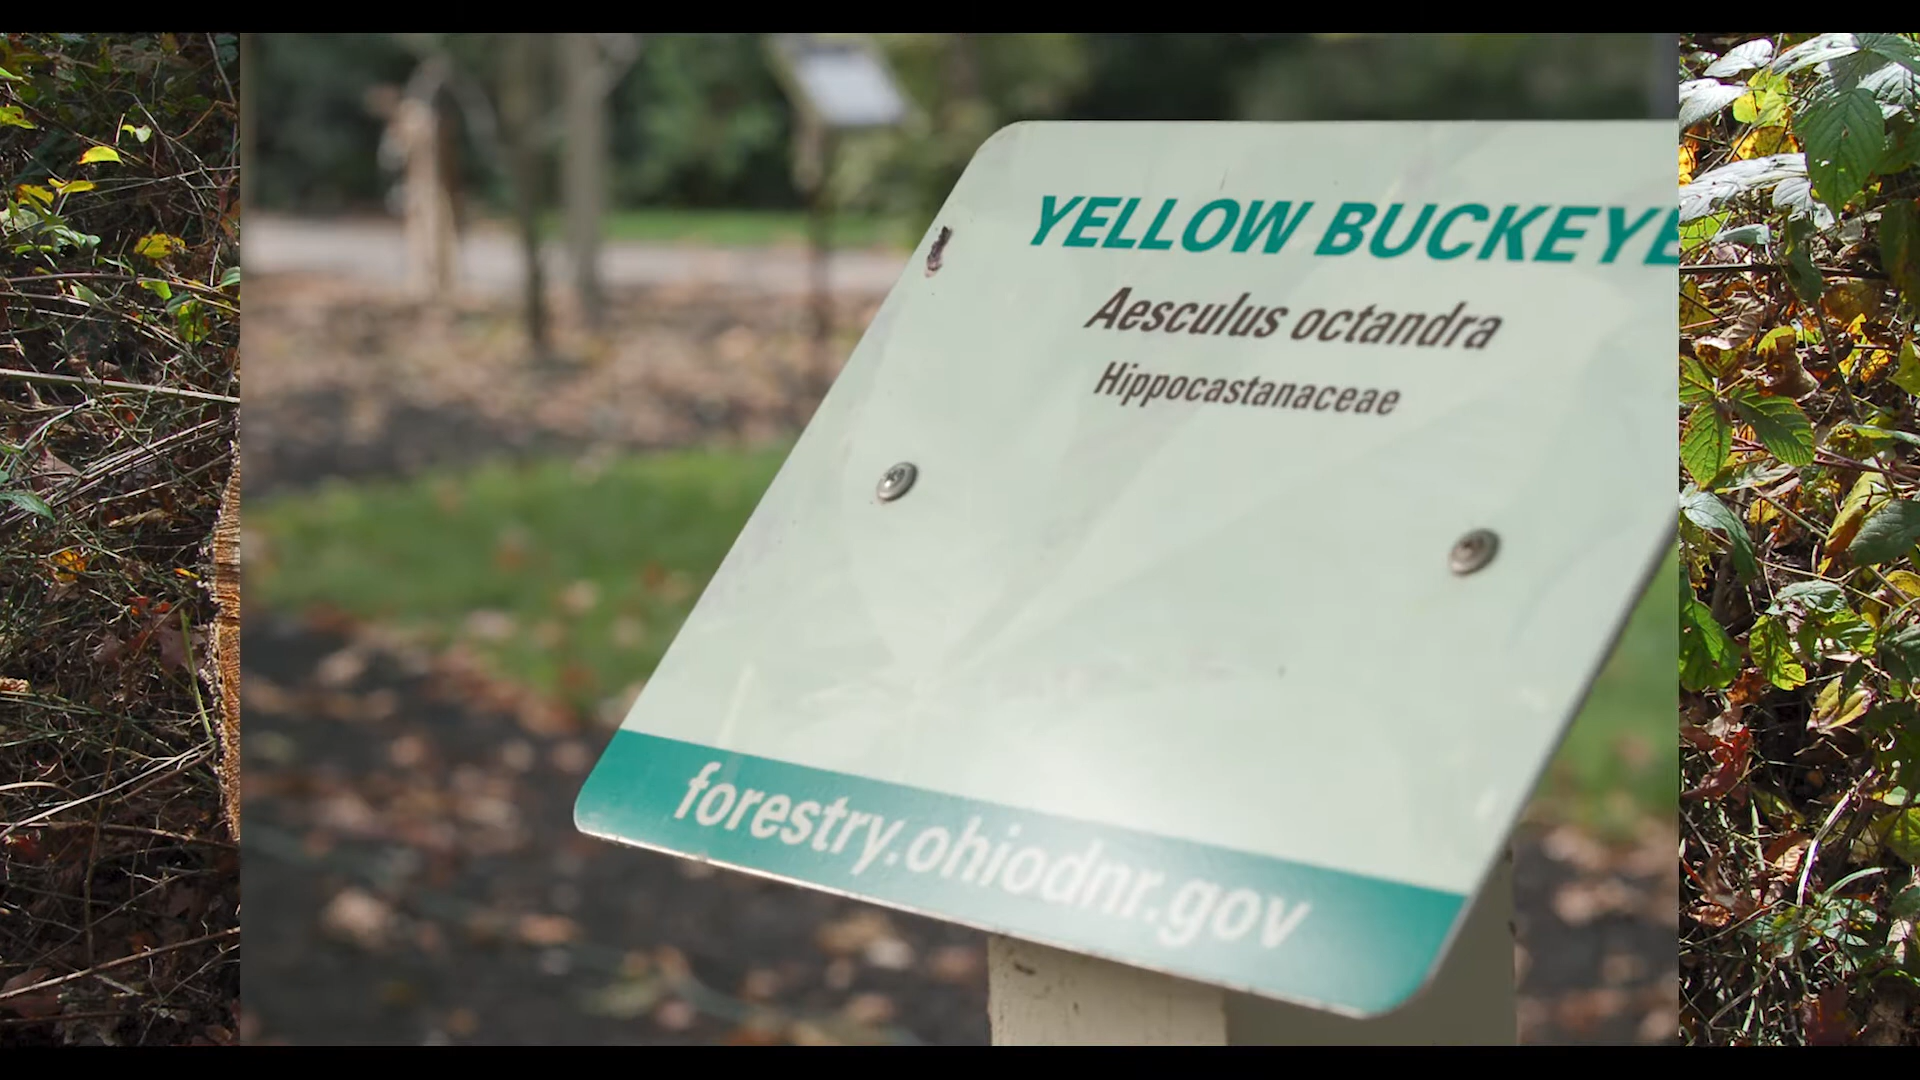 YELLOW BUCKEYE
Aesculus octandra
Hippocastanaceae
forestry.ohiodnr.gov